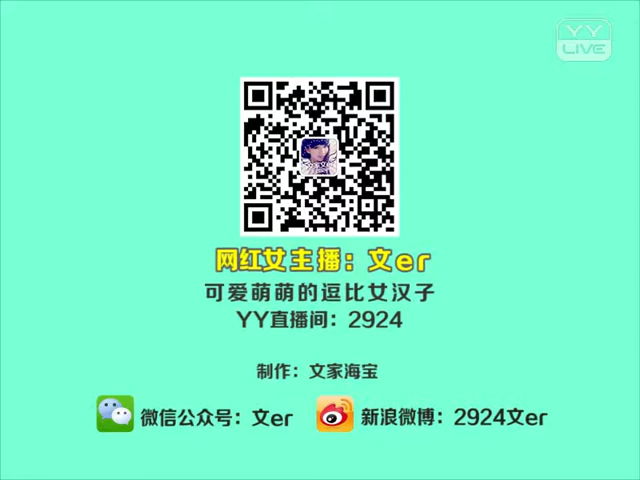 YY
LIVE
网红女主播：文er
可爱萌萌的逗比女汉子
YY直播间：2924
制作：文家海宝
微信公众号：文er
新浪微博：2924文er